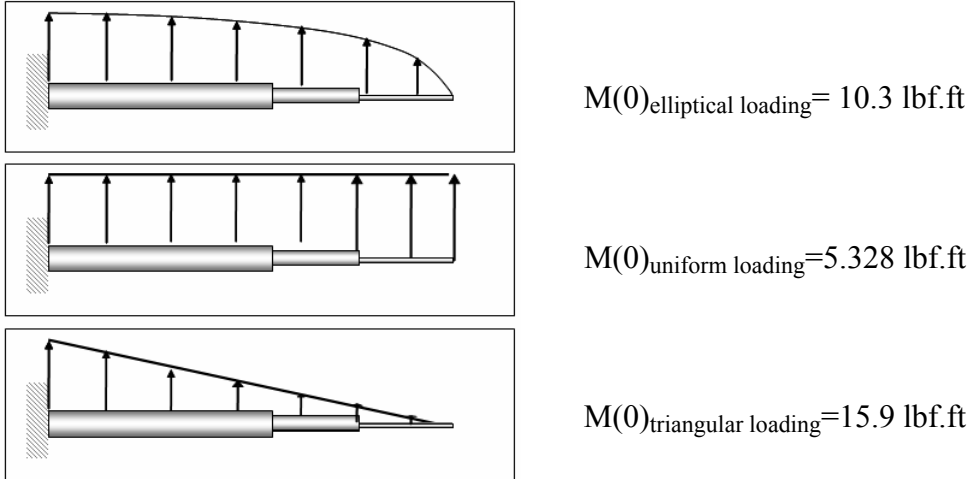 M(0)elliptical loading= 10.3 lbf.ft
M(0)uniform loading=5.328 lbf.ft
M(0)triangular loading=15.9 lbf.ft